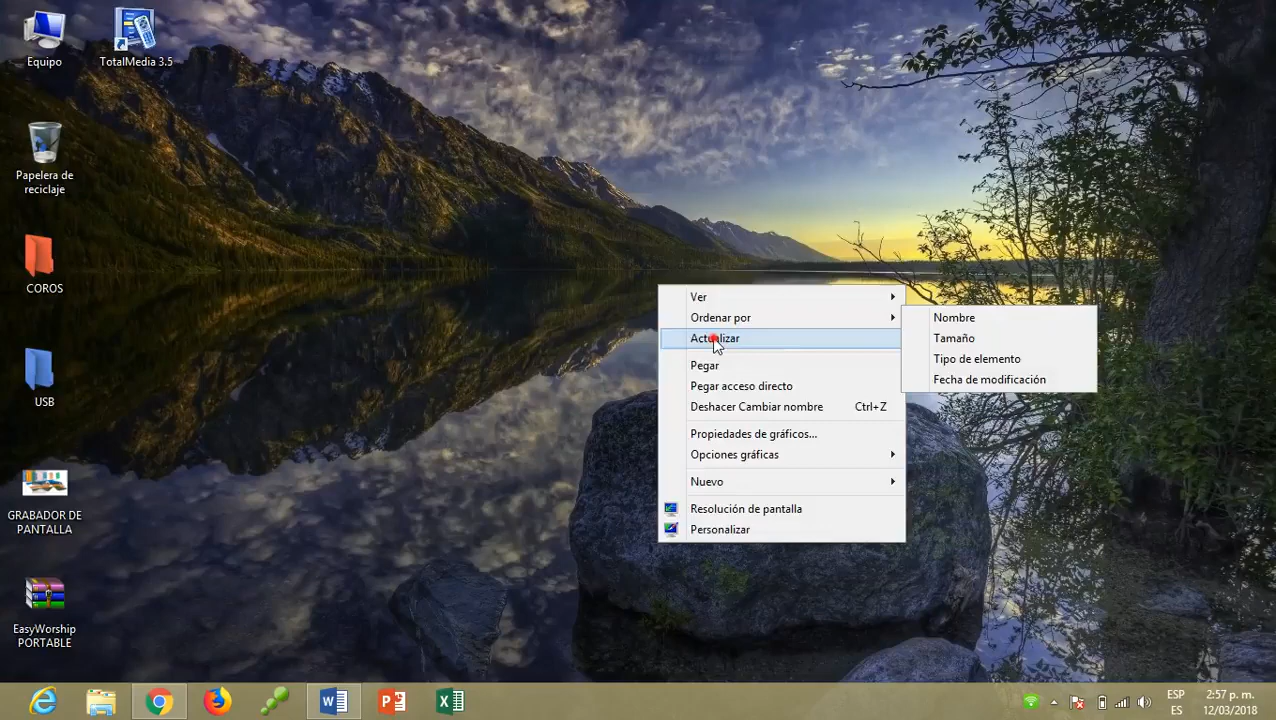 Equipo
TotalMedia 3.5
Papelera de
reciclaje
COROS
USB
GRABADOR DE
PANTALLA
EasyWorship
PORTABLE
Ver
Ordenar por
Actualizar
Pegar
Pegar acceso directo
Deshacer Cambiar nombre Ctrl+Z
Propiedades de gráficos...
Opciones gráficas
Nuevo
Resolución de pantalla
Personalizar
Nombre
Tamaño
Tipo de elemento
Fecha de modificación
ESP
ES
2:57 p. m.
12/03/2018